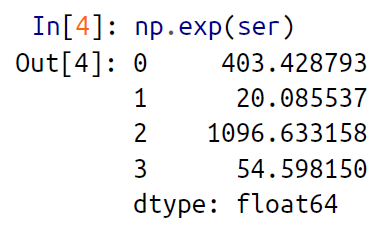 In[4]: np.exp(ser)
Out[4]: 0     403.428793
        1      20.085537
        2    1096.633158
        3      54.598150
        dtype: float64